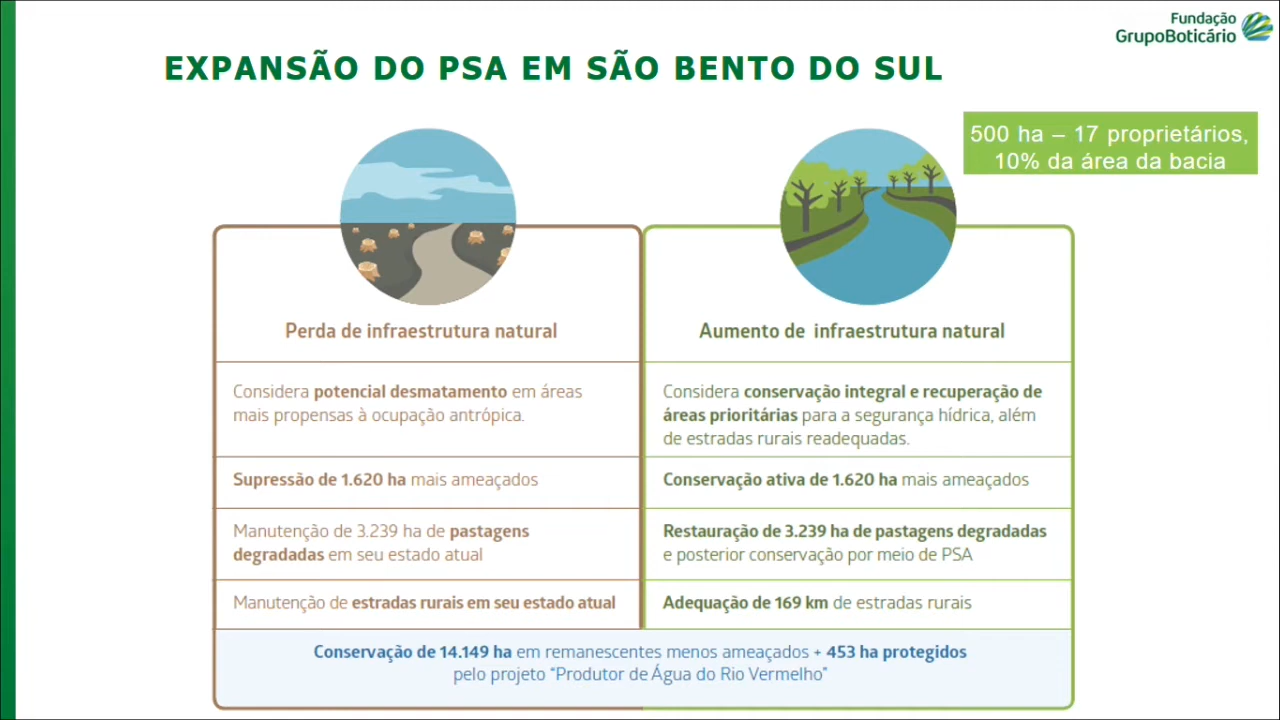 Fundação
GrupoBoticário
EXPANSÃO DO PSA EM SÃO BENTO DO SUL
500 ha – 17 proprietários,
10% da área da bacia
Perda de infraestrutura natural
Considera potencial desmatamento em áreas
mais propensas à ocupação antrópica.
Supressão de 1.620 ha mais ameaçados
Manutenção de 3.239 ha de pastagens
degradadas em seu estado atual
Manutenção de estradas rurais em seu estado atual
Aumento de infraestrutura natural
Considera conservação integral e recuperação de
áreas prioritárias para a segurança hídrica, além
de estradas rurais readequadas.
Conservação ativa de 1.620 ha mais ameaçados
Restauração de 3.239 ha de pastagens degradadas
e posterior conservação por meio de PSA
Adequação de 169 km de estradas rurais
Conservação de 14.149 ha em remanescentes menos ameaçados + 453 ha protegidos
pelo projeto “Produtor de Água do Rio Vermelho”